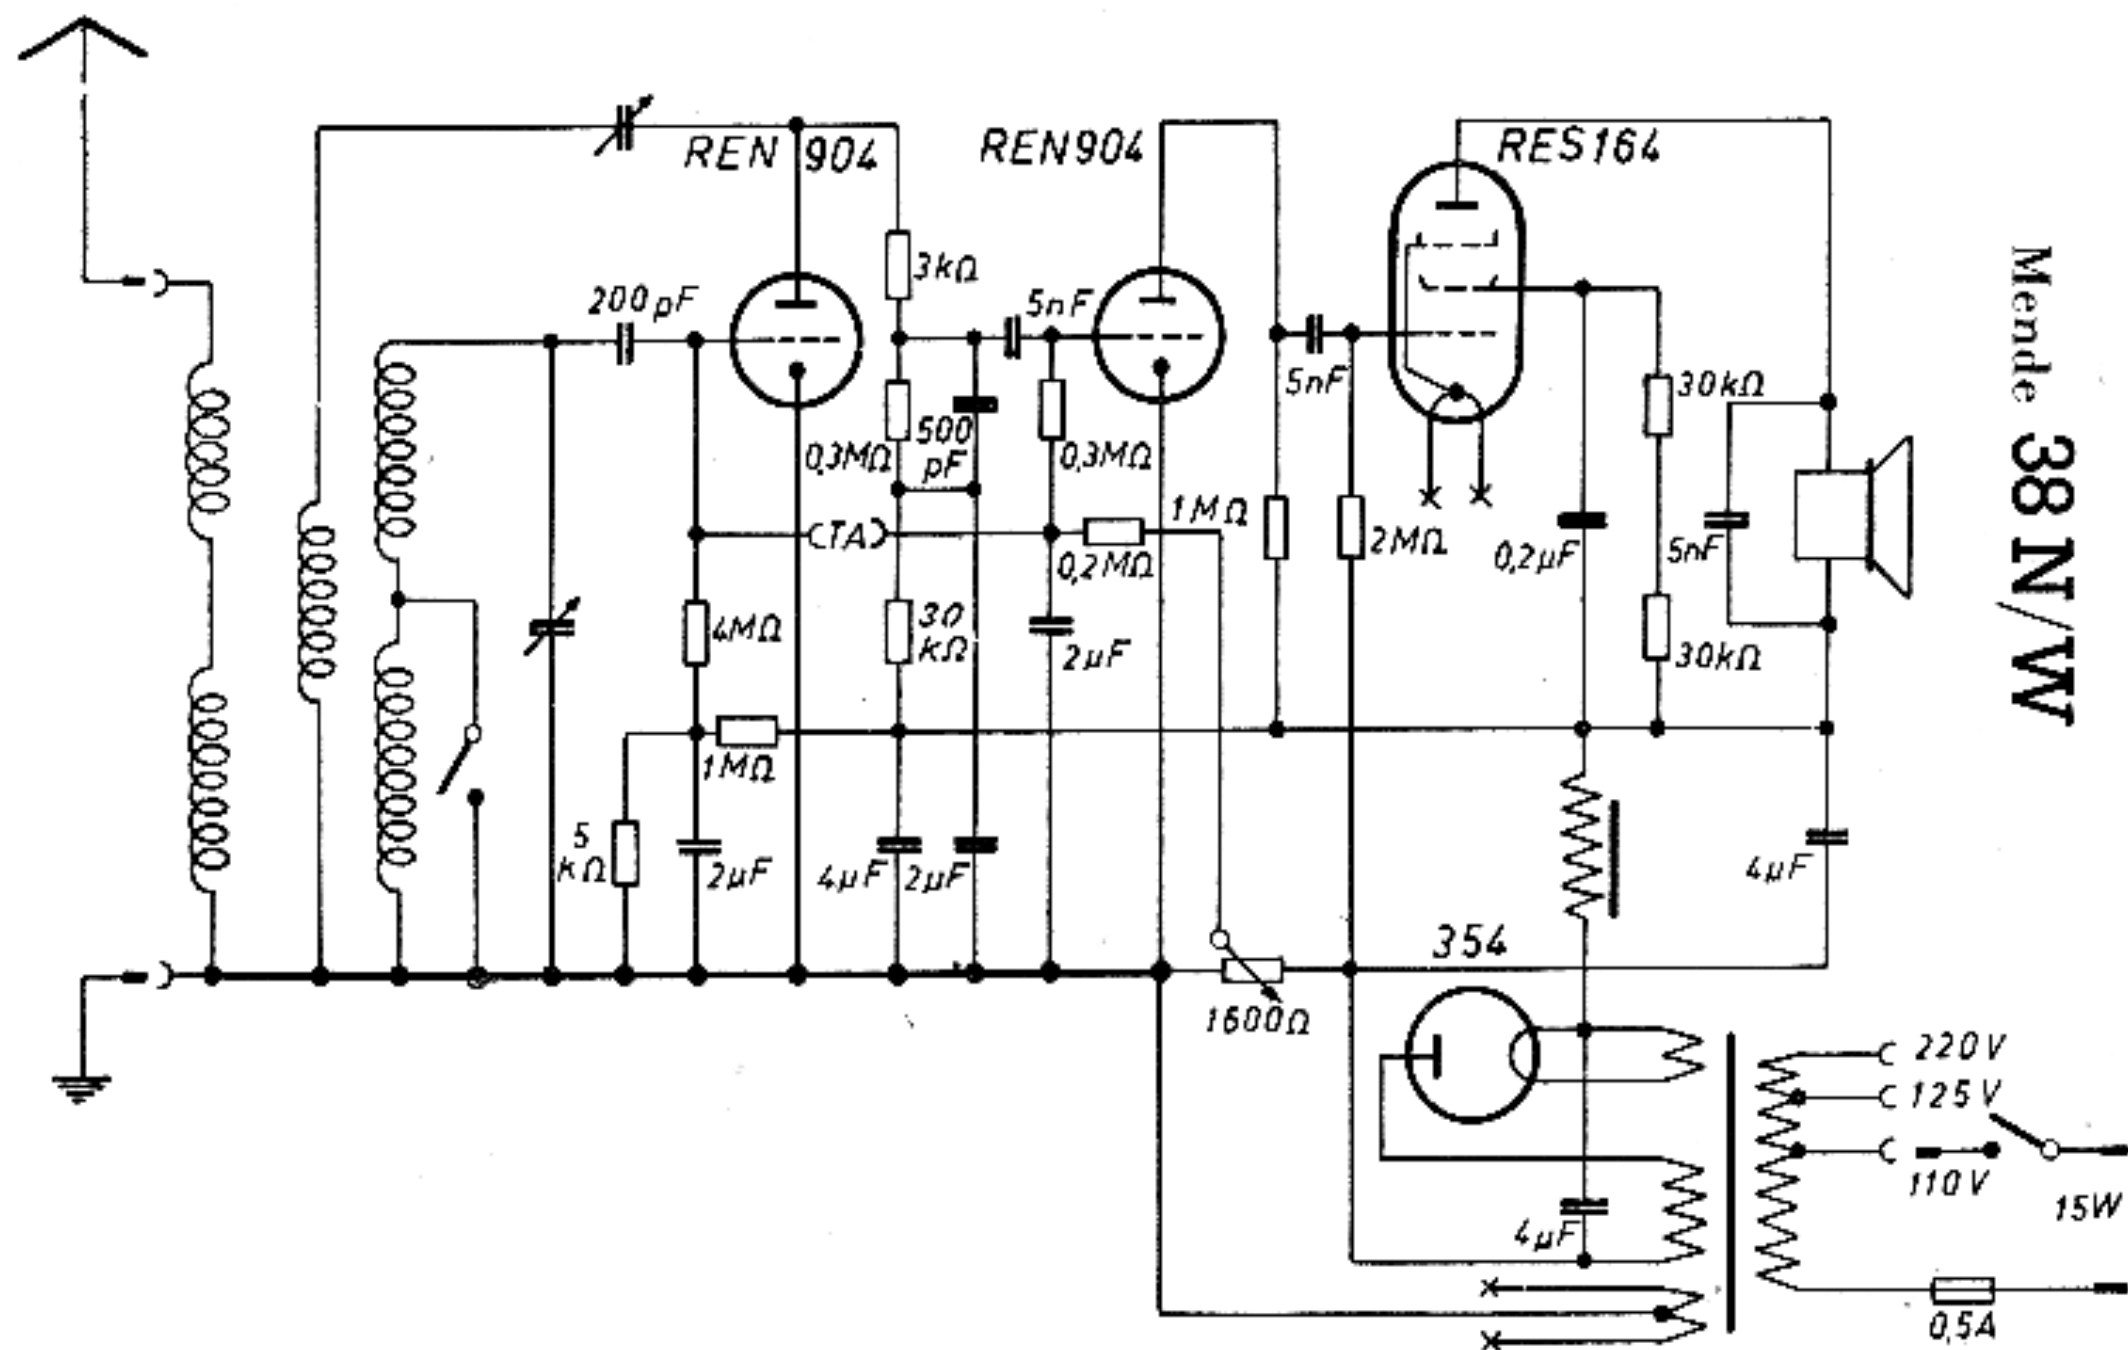 REN 904
REN904
RES164
200pF
3kΩ
5nF
0,3MΩ
500
pF
0,3MΩ
5nF
30kΩ
1MΩ
2MΩ
0,2µF
5nF
TA
0,2MΩ
4MΩ
30
kΩ
2µF
30kΩ
1MΩ
5
kΩ
2µF
4µF
2µF
4µF
354
1600Ω
220V
125V
110V
15W
4µF
0,5A
Mende 38 N/W